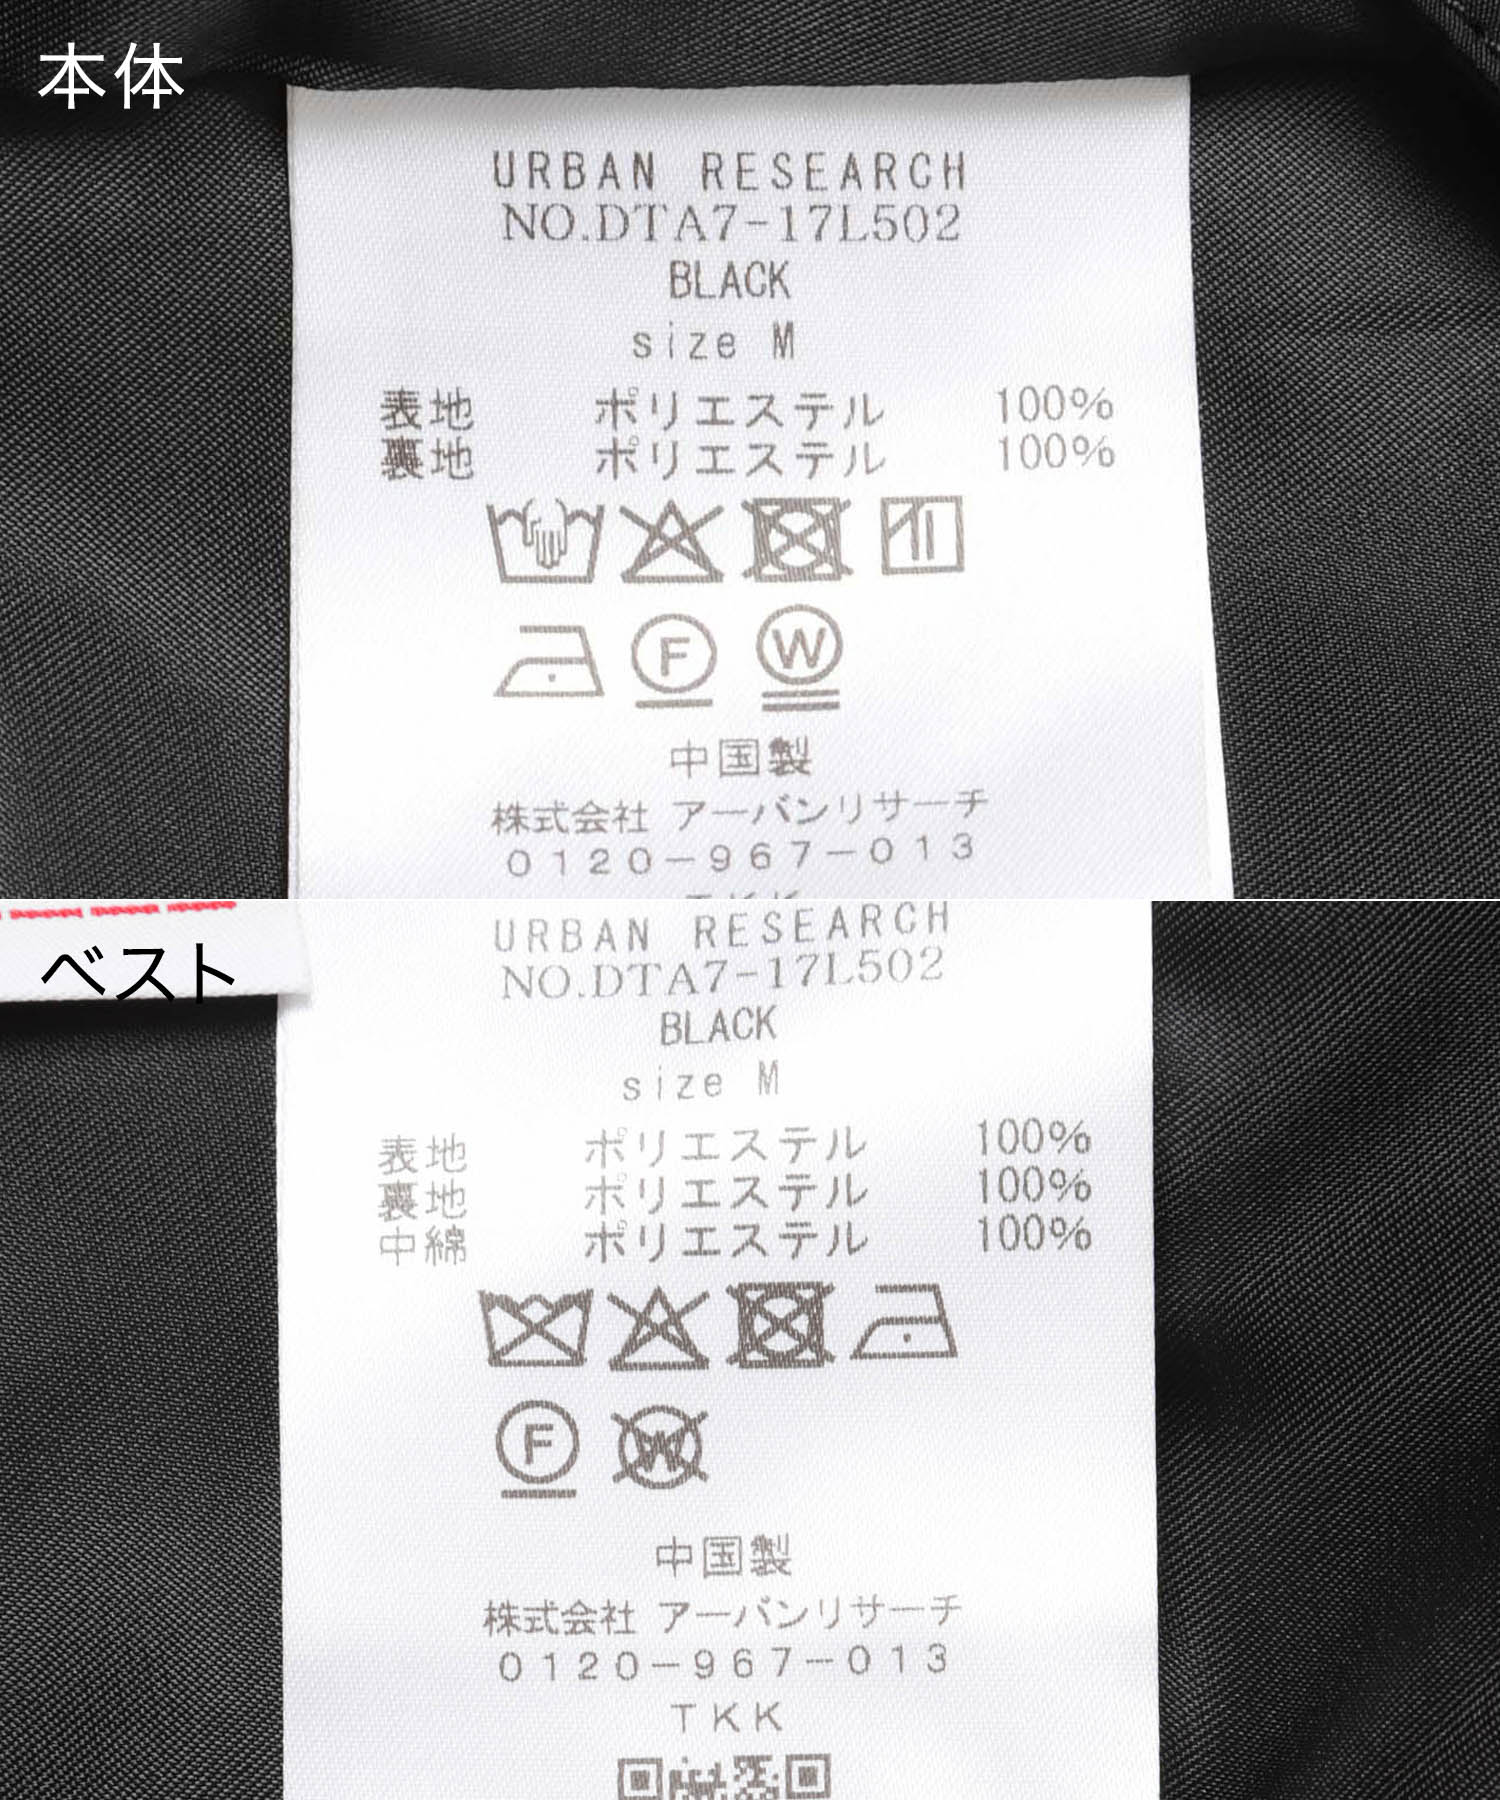 本体
URBAN RESEARCH
NO.DTA7-17L502
BLACK
size M
表地 ポリエステル 100%
裏地 ポリエステル 100%
F W
中国製
株式会社 アーバンリサーチ
0120-967-013
TKK
ベスト
URBAN RESEARCH
NO.DTA7-17L502
BLACK
size M
表地 ポリエステル 100%
裏地 ポリエステル 100%
中綿 ポリエステル 100%
F W
中国製
株式会社 アーバンリサーチ
0120-967-013
TKK